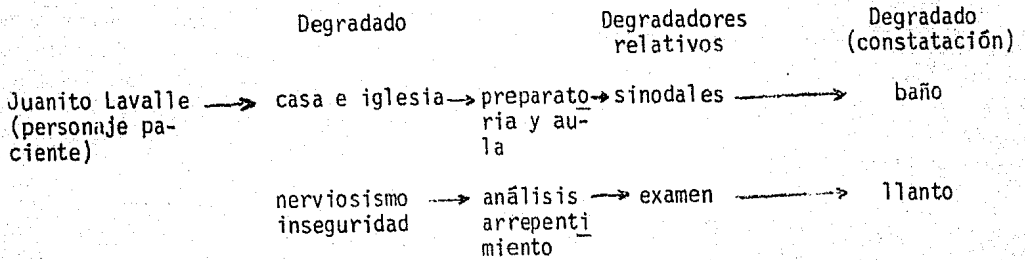 Degradado Degradadores Degradado
relativos (constatación)
Juanito Lavalle → casa e iglesia → preparato → sinodales → baño
(personaje pa- ria y au-
ciente) la
nerviosismo → análisis → examen → llanto
inseguridad arrepenti
miento